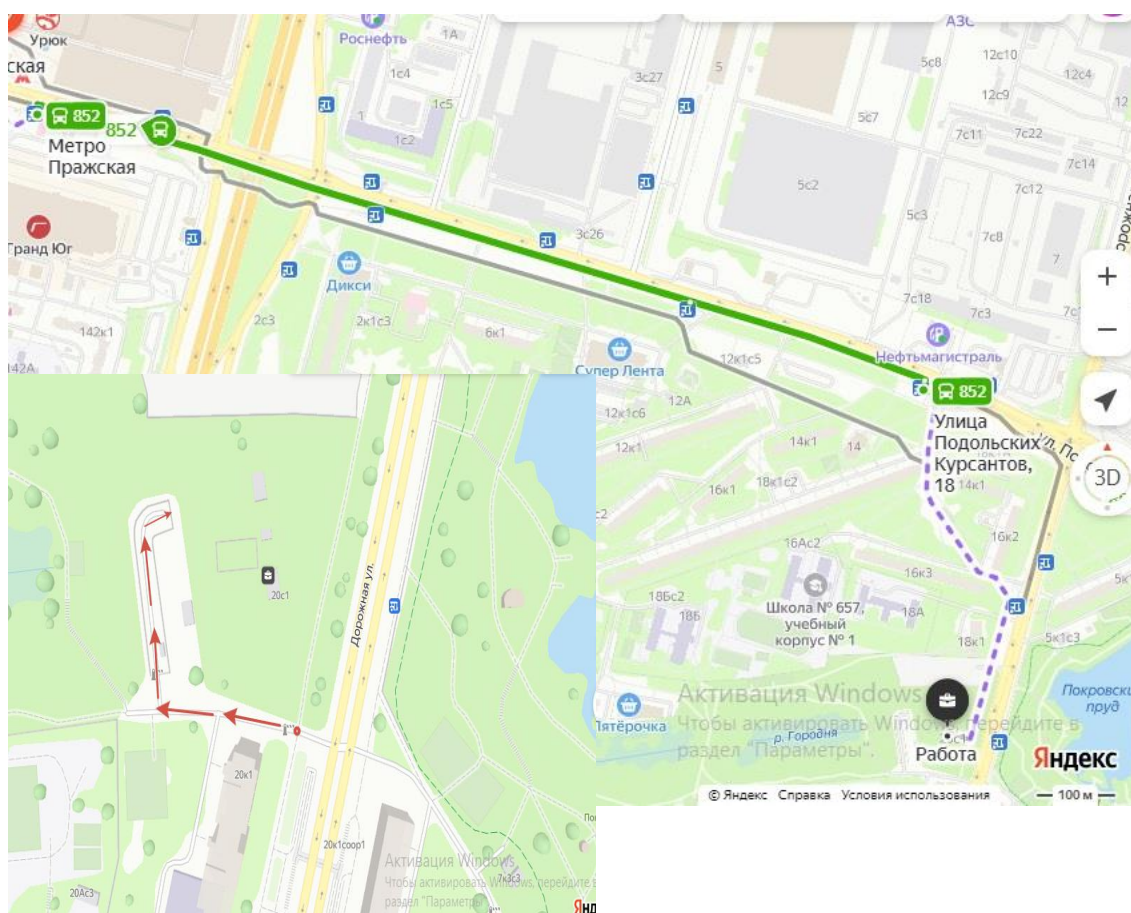 Урюк
ская
Роснефть
1А
АЗС
12с10
5с8
12с4
1с4
3с27
5
12с9
12
1с5
5с7
852
852
1
7с11
7с22
Метро
Пражская
1с2
7с14
5с2
7с12
5с3
Гранд Юг
3с26
7с8
7
Дикси
+
142к1
2с3
2к1с3
6к1
7с18
7с3
–
Нефтьмагистраль
142А
Супер Лента
12к1с5
852
12А
12к1с6
Улица
Подольских
Курсантов,
18
14к1
14
12к1
14к1
3D
16к1
18к1с2
16Ас2
16к2
16к3
18Бс2
18Б
Школа № 657,
учебный
корпус № 1
18А
18к1
5к1с3
Покровский
пруд
Пятёрочка
р. Городня
Работа
Активация Windows
Чтобы активировать Windows, перейдите в
раздел "Параметры".
Яндекс
© Яндекс Справка Условия использования
100 м
20с1
Дорожная ул.
20к1
20к1соор1
20Ас3
7к3с3
Активация Windows
Чтобы активировать Windows, перейдите в
раздел "Параметры".